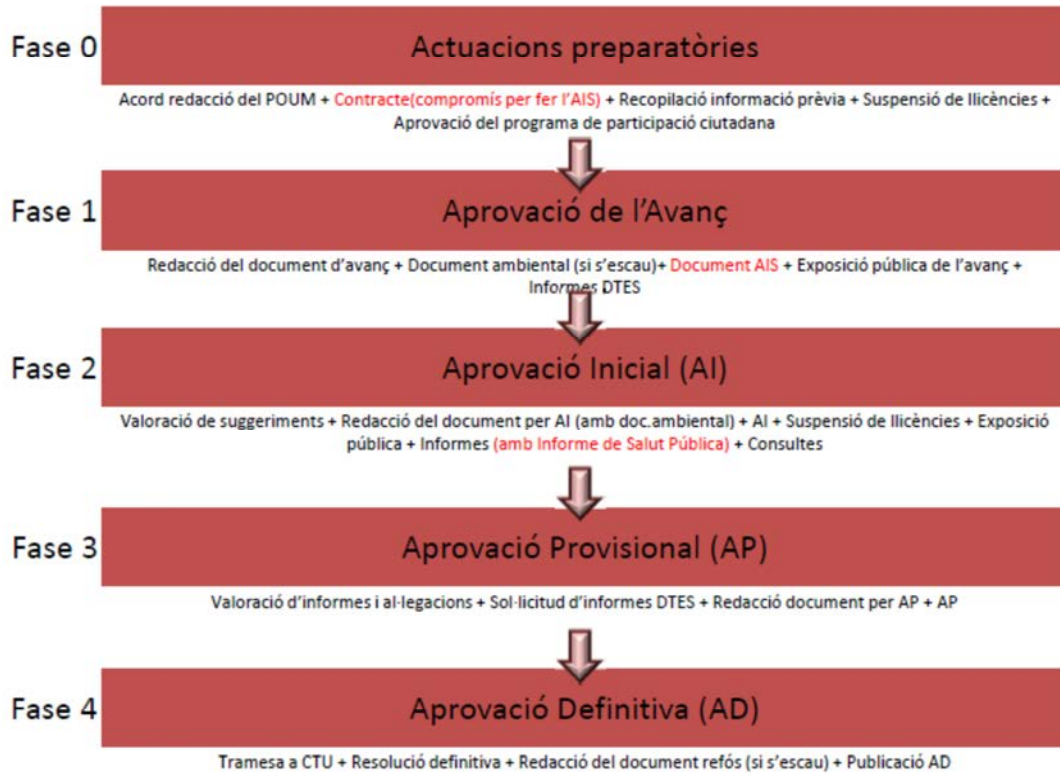 Fase 0
Actuacions preparatòries
Acord redacció del POUM + Contracte(compromís per fer l'AIS) + Recopilació informació prèvia + Suspensió de llicències +
Aprovació del programa de participació ciutadana
Fase 1
Aprovació de l'Avanç
Redacció del document d'avanç + Document ambiental (si s'escau)+ Document AIS + Exposició pública de l'avanç +
Informes DTES
Fase 2
Aprovació Inicial (AI)
Valoració de suggeriments + Redacció del document per AI (amb doc.ambiental) + AI + Suspensió de llicències + Exposició
pública + Informes (amb Informe de Salut Pública) + Consultes
Fase 3
Aprovació Provisional (AP)
Valoració d'informes i al·legacions + Sol·licitud d'informes DTES + Redacció document per AP + AP
Fase 4
Aprovació Definitiva (AD)
Tramesa a CTU + Resolució definitiva + Redacció del document refós (si s'escau) + Publicació AD